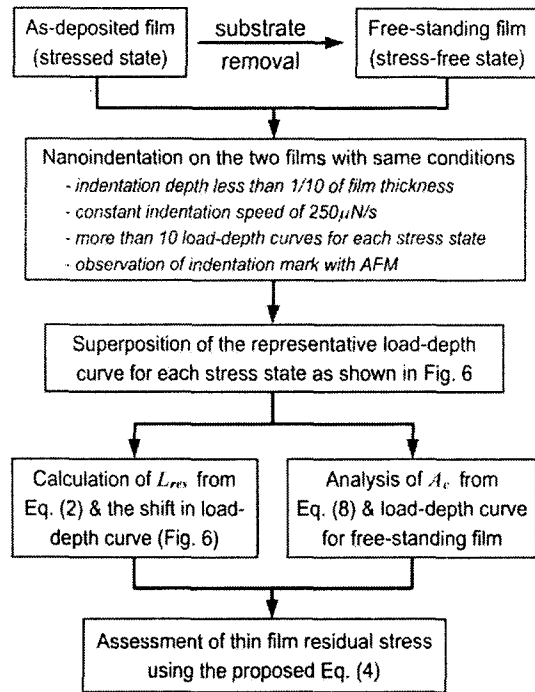 As-deposited film
(stressed state)
substrate
removal
Free-standing film
(stress-free state)
Nanoindentation on the two films with same conditions
- indentation depth less than 1/10 of film thickness
- constant indentation speed of 250μN/s
- more than 10 load-depth curves for each stress state
- observation of indentation mark with AFM
Superposition of the representative load-depth
curve for each stress state as shown in Fig. 6
Calculation of L_res from
Eq. (2) & the shift in load-
depth curve (Fig. 6)
Analysis of A_c from
Eq. (8) & load-depth curve
for free-standing film
Assessment of thin film residual stress
using the proposed Eq. (4)